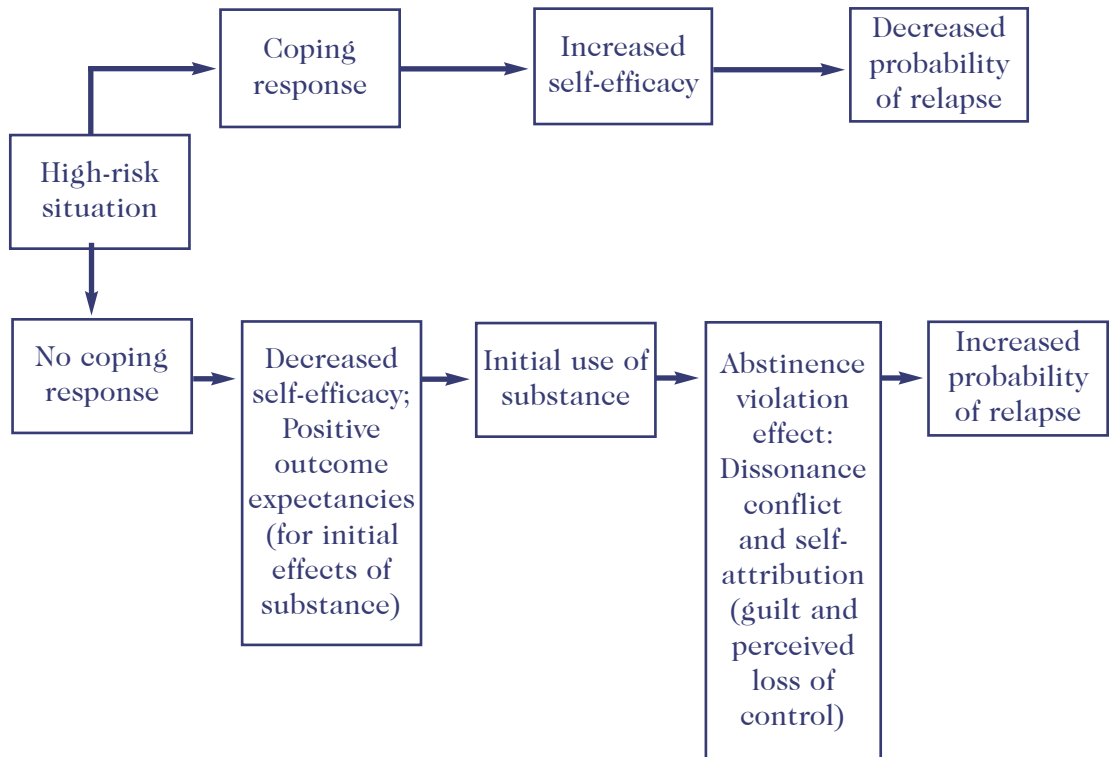 Coping
response
Increased
self-efficacy
Decreased
probability
of relapse
High-risk
situation
No coping
response
Decreased
self-efficacy;
Positive
outcome
expectancies
(for initial
effects of
substance)
Initial use of
substance
Abstinence
violation
effect:
Dissonance
conflict
and self-
attribution
(guilt and
perceived
loss of
control)
Increased
probability
of relapse